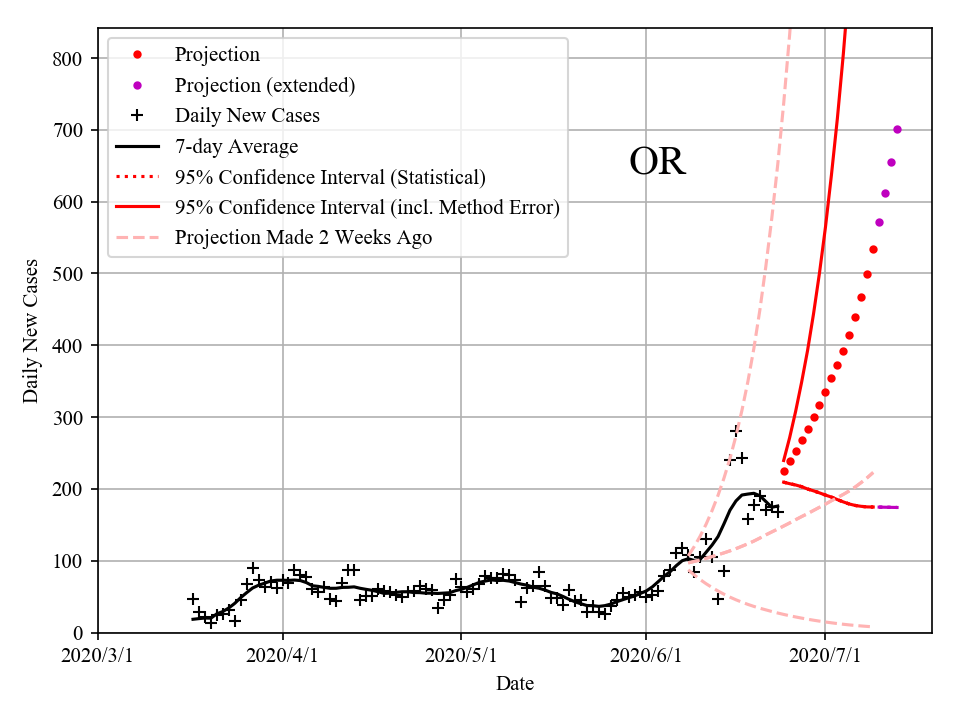 800
700
600
500
400
300
200
100
0
Daily New Cases
Projection
Projection (extended)
Daily New Cases
7-day Average
95% Confidence Interval (Statistical)
95% Confidence Interval (incl. Method Error)
Projection Made 2 Weeks Ago
OR
2020/3/1 2020/4/1 2020/5/1 2020/6/1 2020/7/1
Date